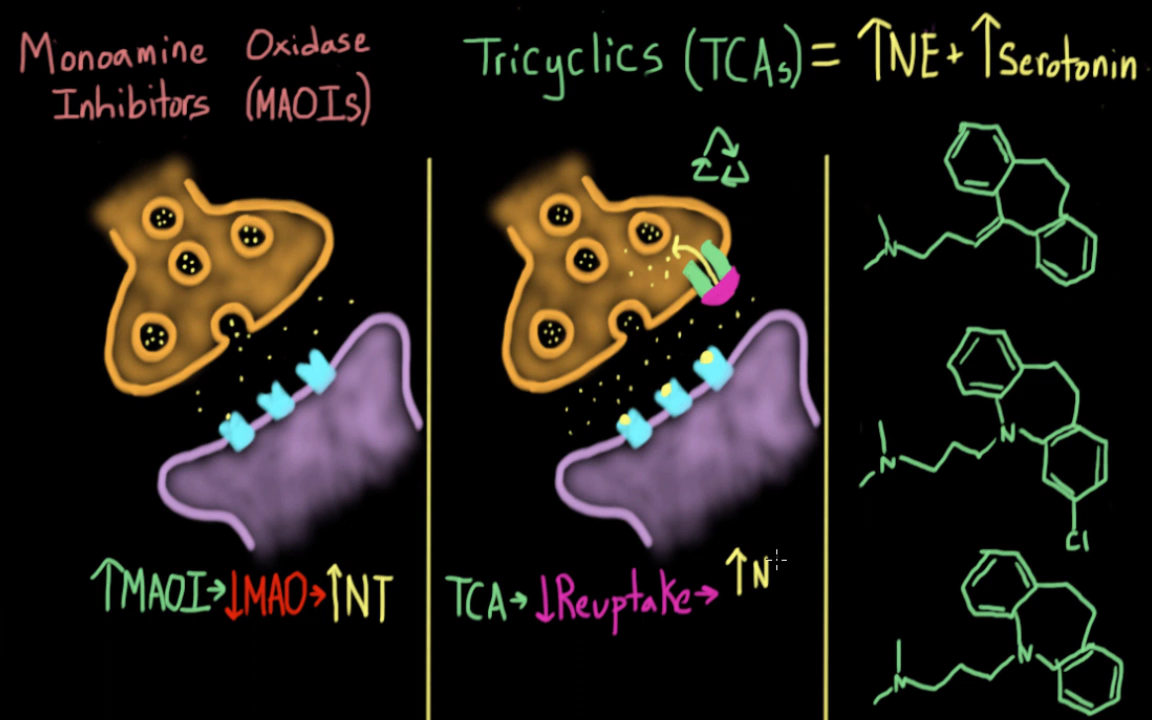 Monoamine Oxidase
Inhibitors (MAOIs)
Tricyclics (TCAs) = ↑NE + ↑Serotonin
↑MAOI→↓MAO→↑NT
TCA→↓Reuptake→↑N
N
N
N
Cl
N
N